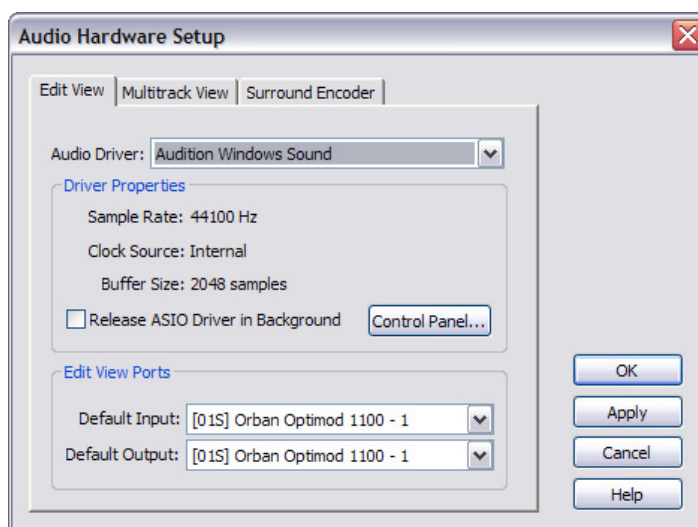 Audio Hardware Setup
Edit View Multitrack View Surround Encoder
Audio Driver: Audition Windows Sound
Driver Properties
Sample Rate: 44100 Hz
Clock Source: Internal
Buffer Size: 2048 samples
Release ASIO Driver in Background Control Panel...
Edit View Ports
Default Input: [01S] Orban Optimod 1100 - 1
Default Output: [01S] Orban Optimod 1100 - 1
OK
Apply
Cancel
Help